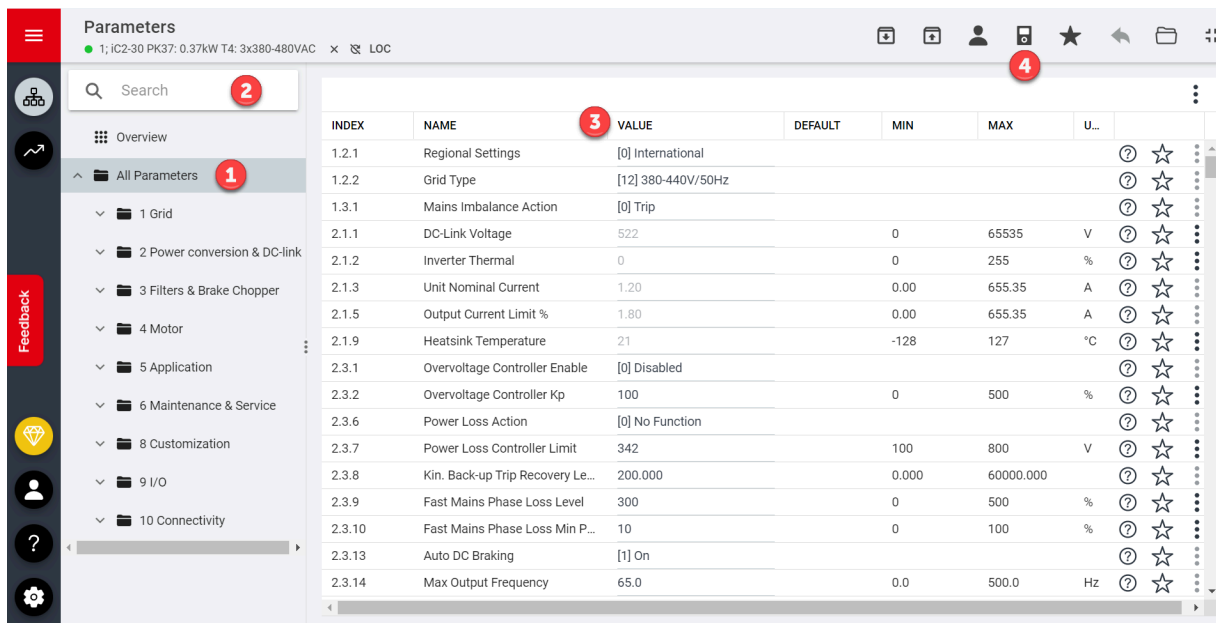 Parameters
1; iC2-30 PK37: 0.37kW T4: 3x380-480VAC LOC
4
Search 2
Overview
All Parameters 1
1 Grid
2 Power conversion & DC-link
3 Filters & Brake Chopper
4 Motor
5 Application
6 Maintenance & Service
8 Customization
9 I/O
10 Connectivity
Feedback
3
INDEX NAME VALUE DEFAULT MIN MAX U...
1.2.1 Regional Settings [0] International
1.2.2 Grid Type [12] 380-440V/50Hz
1.3.1 Mains Imbalance Action [0] Trip
2.1.1 DC-Link Voltage 522 0 65535 V
2.1.2 Inverter Thermal 0 0 255 %
2.1.3 Unit Nominal Current 1.20 0.00 655.35 A
2.1.5 Output Current Limit % 1.80 0.00 655.35 A
2.1.9 Heatsink Temperature 21 -128 127 °C
2.3.1 Overvoltage Controller Enable [0] Disabled
2.3.2 Overvoltage Controller Kp 100 0 500 %
2.3.6 Power Loss Action [0] No Function
2.3.7 Power Loss Controller Limit 342 100 800 V
2.3.8 Kin. Back-up Trip Recovery Le... 200.000 0.000 60000.000
2.3.9 Fast Mains Phase Loss Level 300 0 500 %
2.3.10 Fast Mains Phase Loss Min P... 10 0 100 %
2.3.13 Auto DC Braking [1] On
2.3.14 Max Output Frequency 65.0 0.0 500.0 Hz